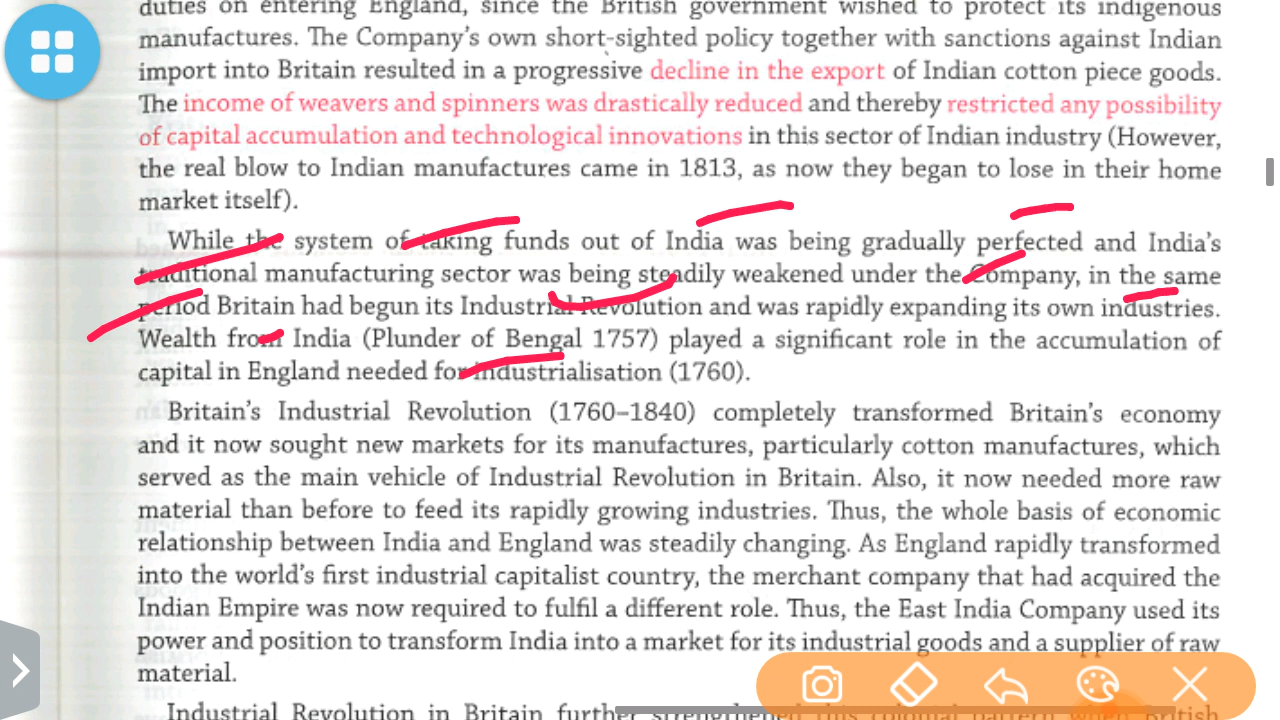 duties on entering England, since the British government wished to protect its indigenous
manufactures. The Company's own short-sighted policy together with sanctions against Indian
import into Britain resulted in a progressive decline in the export of Indian cotton piece goods.
The income of weavers and spinners was drastically reduced and thereby restricted any possibility
of capital accumulation and technological innovations in this sector of Indian industry (However,
the real blow to Indian manufactures came in 1813, as now they began to lose in their home
market itself).
While the system of taking funds out of India was being gradually perfected and India's
traditional manufacturing sector was being steadily weakened under the Company, in the same
period Britain had begun its Industrial Revolution and was rapidly expanding its own industries.
Wealth from India (Plunder of Bengal 1757) played a significant role in the accumulation of
capital in England needed for industrialisation (1760).
Britain's Industrial Revolution (1760–1840) completely transformed Britain's economy
and it now sought new markets for its manufactures, particularly cotton manufactures, which
served as the main vehicle of Industrial Revolution in Britain. Also, it now needed more raw
material than before to feed its rapidly growing industries. Thus, the whole basis of economic
relationship between India and England was steadily changing. As England rapidly transformed
into the world's first industrial capitalist country, the merchant company that had acquired the
Indian Empire was now required to fulfil a different role. Thus, the East India Company used its
power and position to transform India into a market for its industrial goods and a supplier of raw
material.
Industrial Revolution in Britain further strengthened this colonial pattern when British